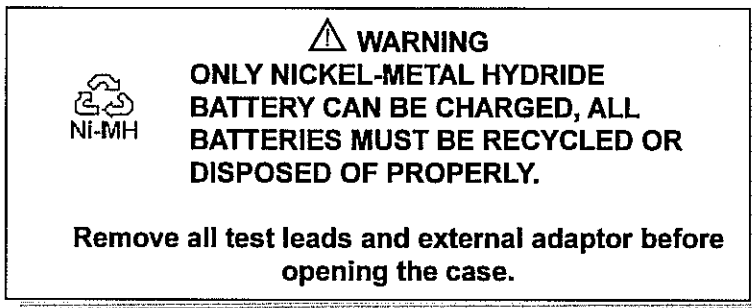 ⚠ WARNING
ONLY NICKEL-METAL HYDRIDE
BATTERY CAN BE CHARGED, ALL
BATTERIES MUST BE RECYCLED OR
DISPOSED OF PROPERLY.
Ni-MH
Remove all test leads and external adaptor before
opening the case.